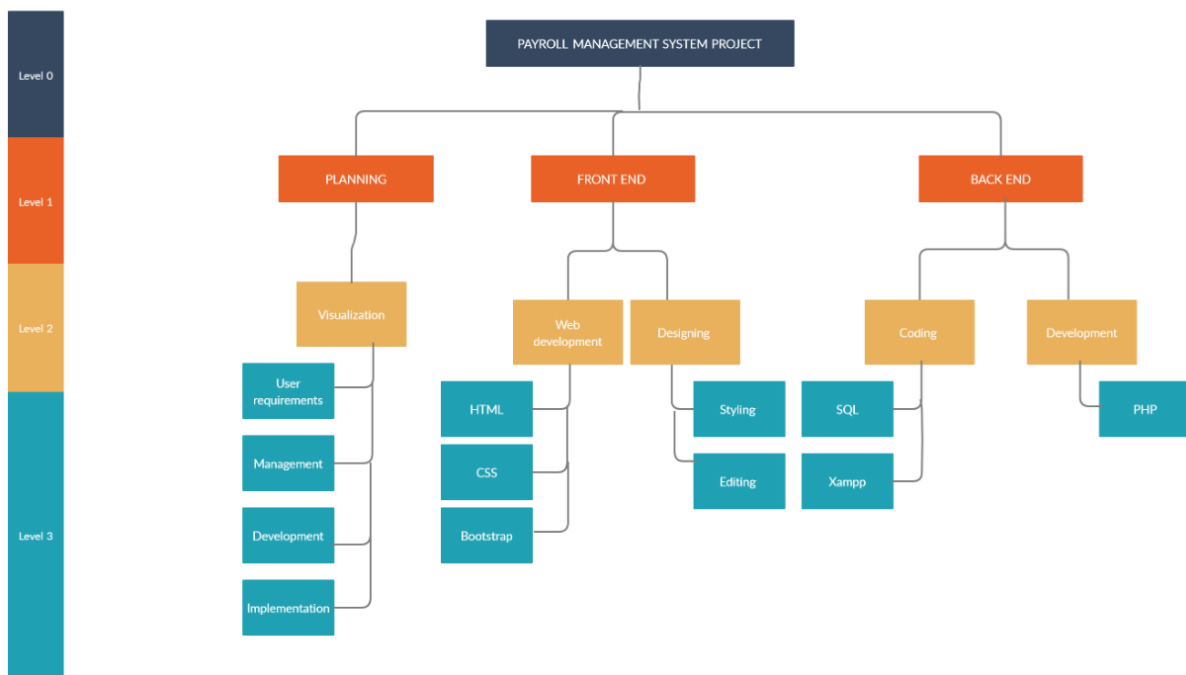 Level 0
PAYROLL MANAGEMENT SYSTEM PROJECT
Level 1
PLANNING
FRONT END
BACK END
Level 2
Visualization
Web
development
Designing
Coding
Development
Level 3
User
requirements
Management
Development
Implementation
HTML
CSS
Bootstrap
Styling
Editing
SQL
Xampp
PHP